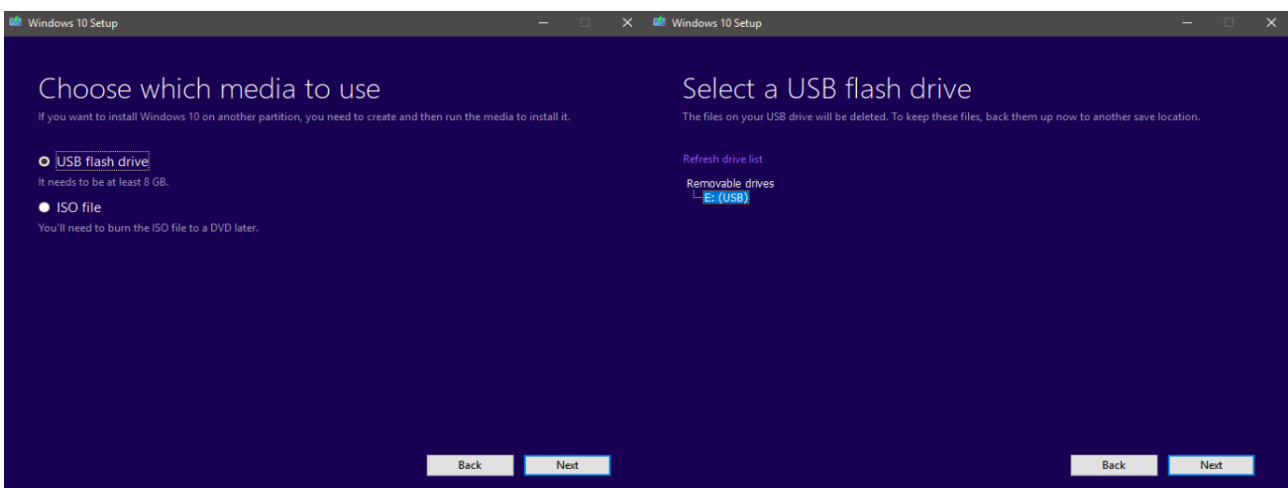 Windows 10 Setup
Choose which media to use
If you want to install Windows 10 on another partition, you need to create and then run the media to install it.
USB flash drive
It needs to be at least 8 GB.
ISO file
You'll need to burn the ISO file to a DVD later.
Back Next
Windows 10 Setup
Select a USB flash drive
The files on your USB drive will be deleted. To keep these files, back them up now to another save location.
Refresh drive list
Removable drives
E: (USB)
Back Next